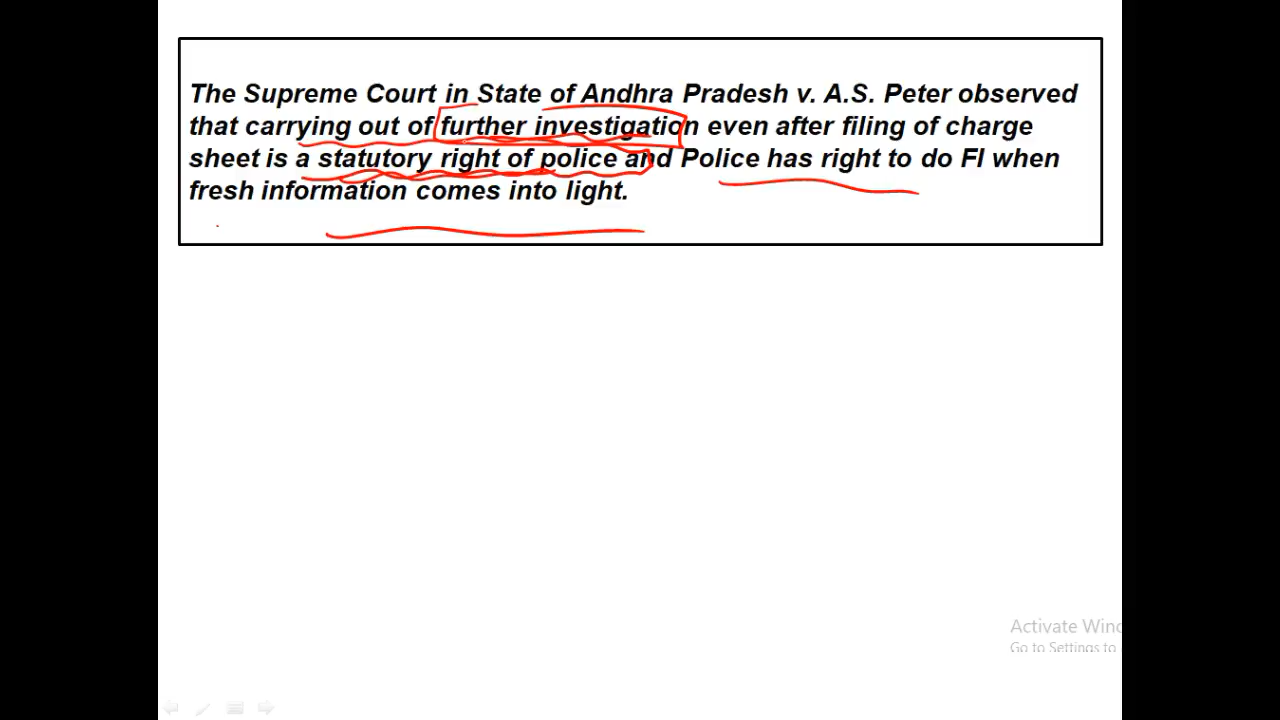 The Supreme Court in State of Andhra Pradesh v. A.S. Peter observed
that carrying out of further investigation even after filing of charge
sheet is a statutory right of police and Police has right to do FI when
fresh information comes into light.
Activate Winc
Go to Settings to